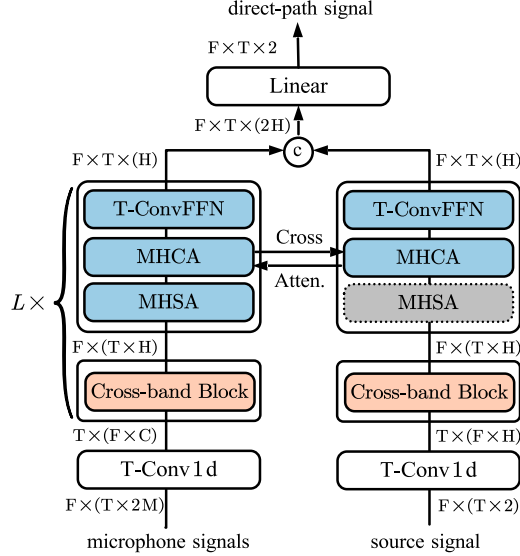 direct-path signal
F×T×2
Linear
F×T×(2H)
c
F×T×(H)
F×T×(H)
T-ConvFFN
T-ConvFFN
Cross
MHCA
MHCA
Atten.
L×
MHSA
MHSA
F×(T×H)
F×(T×H)
Cross-band Block
Cross-band Block
T×(F×C)
T×(F×H)
T-Conv1d
T-Conv1d
F×(T×2M)
F×(T×2)
microphone signals
source signal